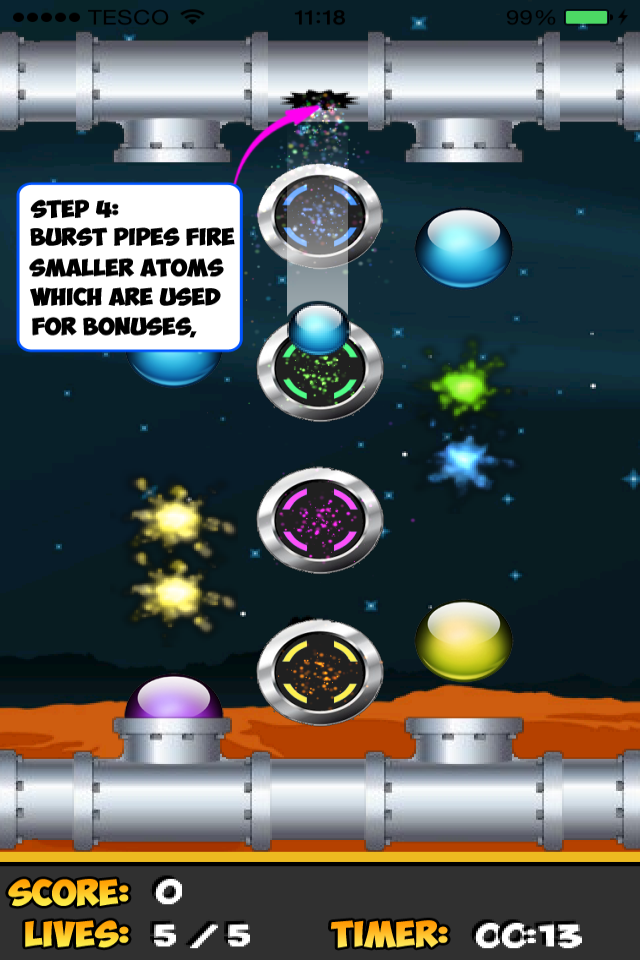 TESCO 11:18 99%
STEP 4:
BURST PIPES FIRE
SMALLER ATOMS
WHICH ARE USED
FOR BONUSES,
SCORE: 0
LIVES: 5 / 5 TIMER: 00:13